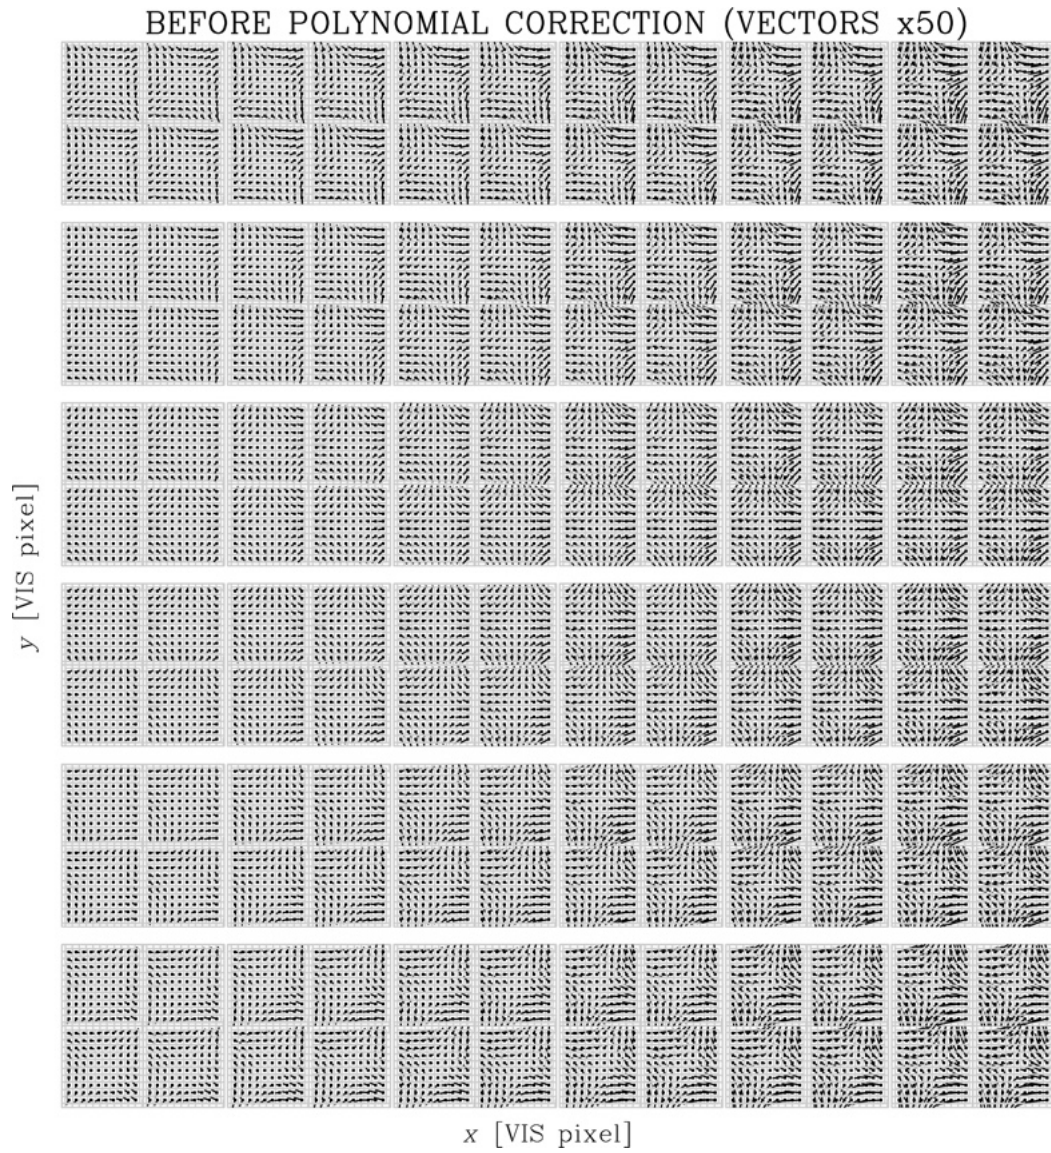 BEFORE POLYNOMIAL CORRECTION (VECTORS x50)
y [VIS pixel]
x [VIS pixel]